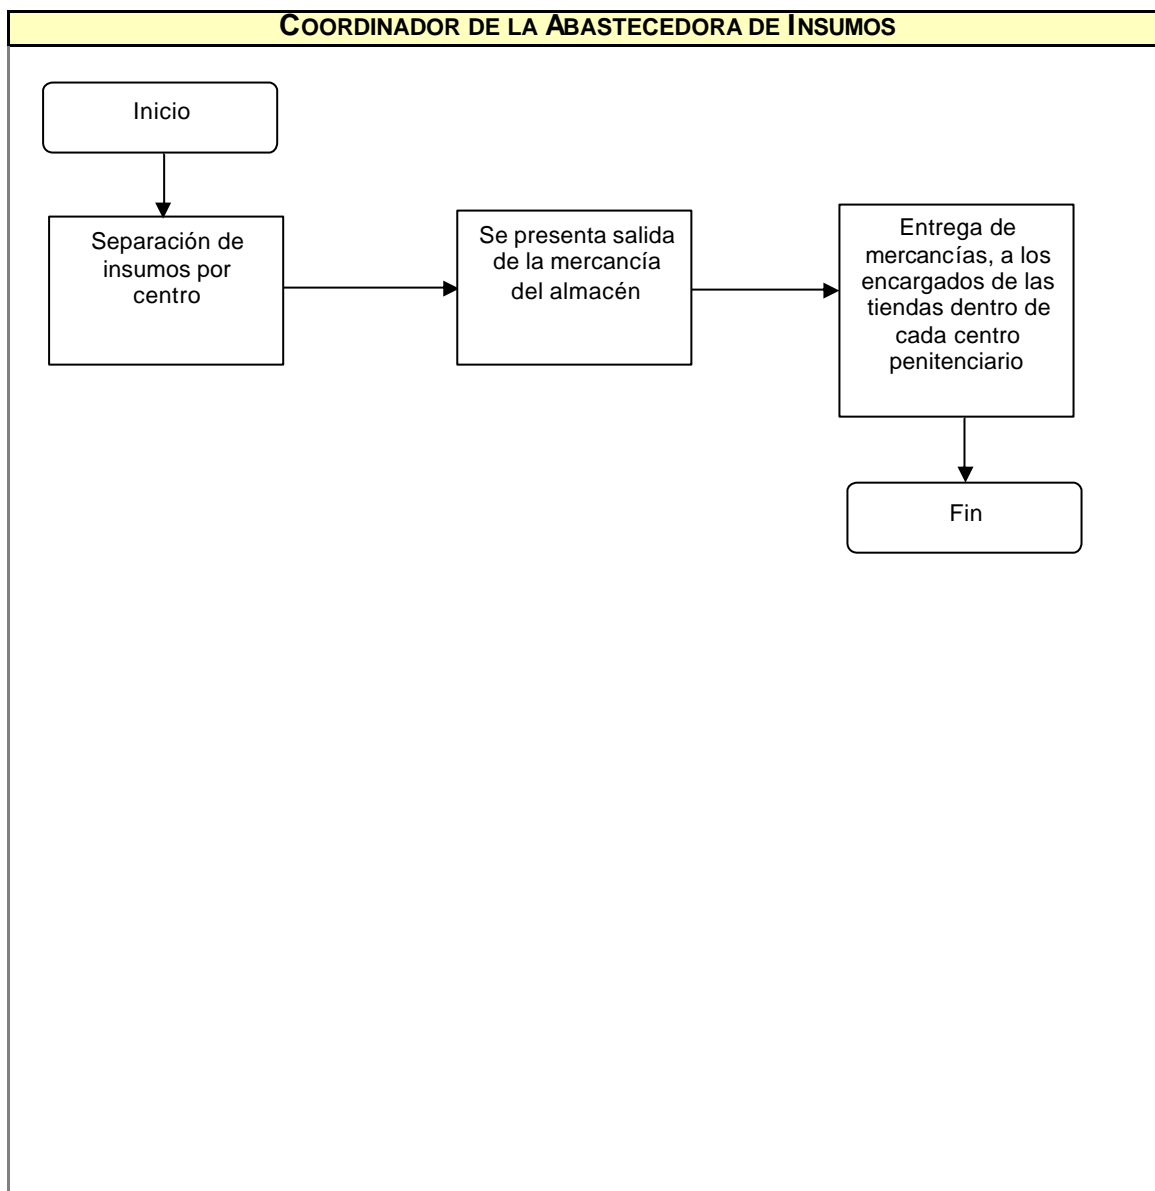 COORDINADOR DE LA ABASTECEDORA DE INSUMOS
Inicio
Separación de
insumos por
centro
Se presenta salida
de la mercancía
del almacén
Entrega de
mercancías, a los
encargados de las
tiendas dentro de
cada centro
penitenciario
Fin